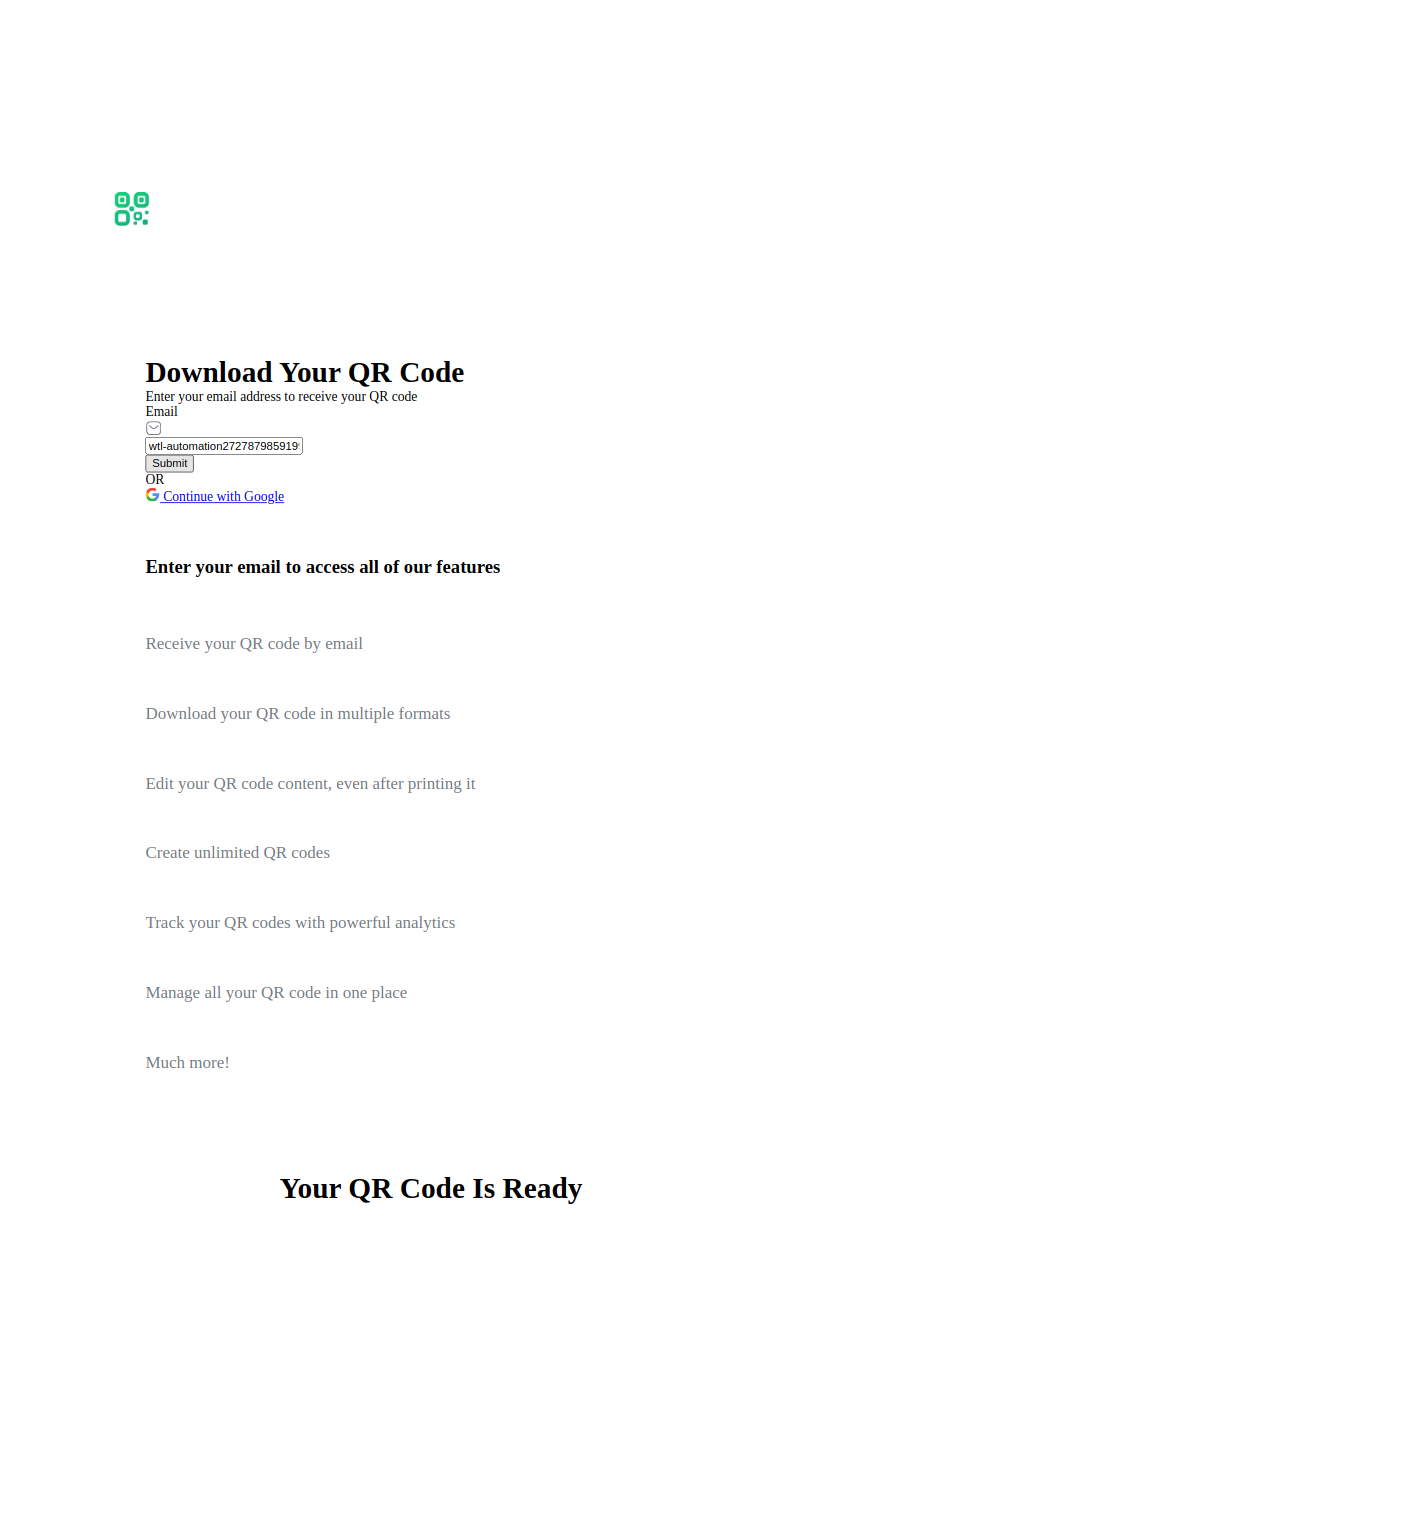 Download Your QR Code
Enter your email address to receive your QR code
Email
wtl-automation272787985919
Submit
OR
Continue with Google
Enter your email to access all of our features
Receive your QR code by email
Download your QR code in multiple formats
Edit your QR code content, even after printing it
Create unlimited QR codes
Track your QR codes with powerful analytics
Manage all your QR code in one place
Much more!
Your QR Code Is Ready